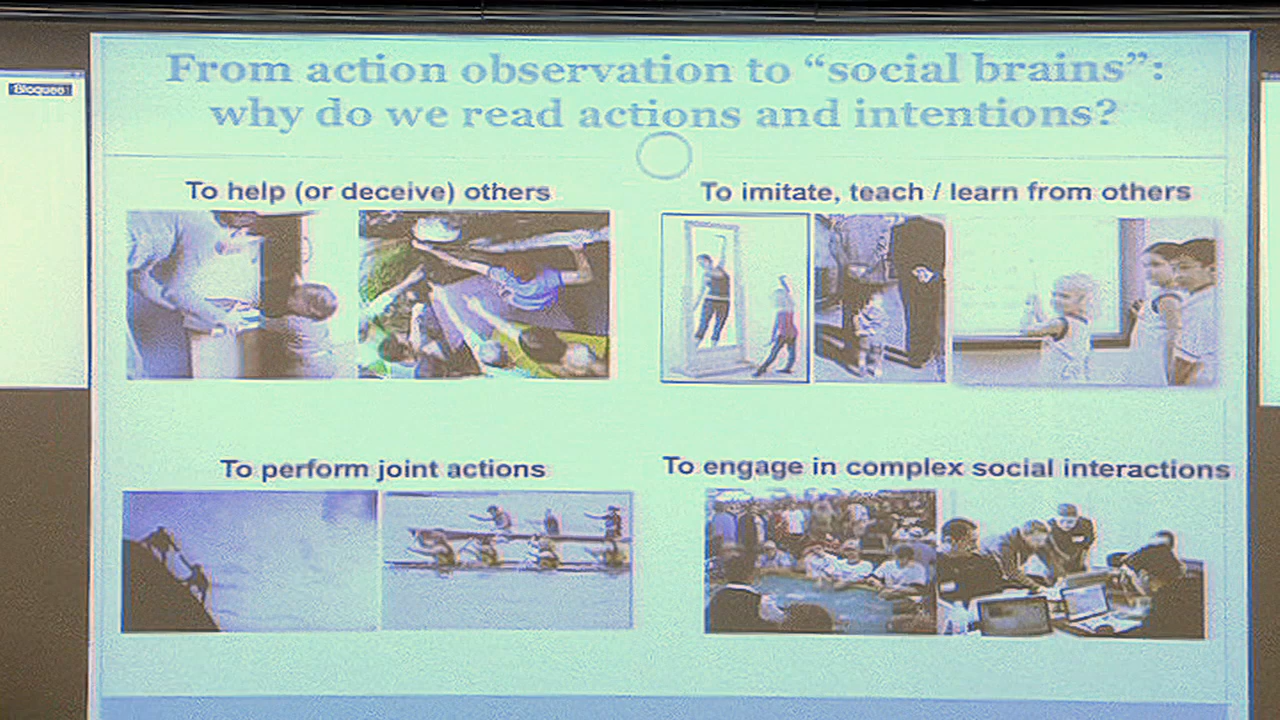 From action observation to “social brains”:
why do we read actions and intentions?
Bloqueo
To help (or deceive) others
To imitate, teach / learn from others
To perform joint actions
To engage in complex social interactions